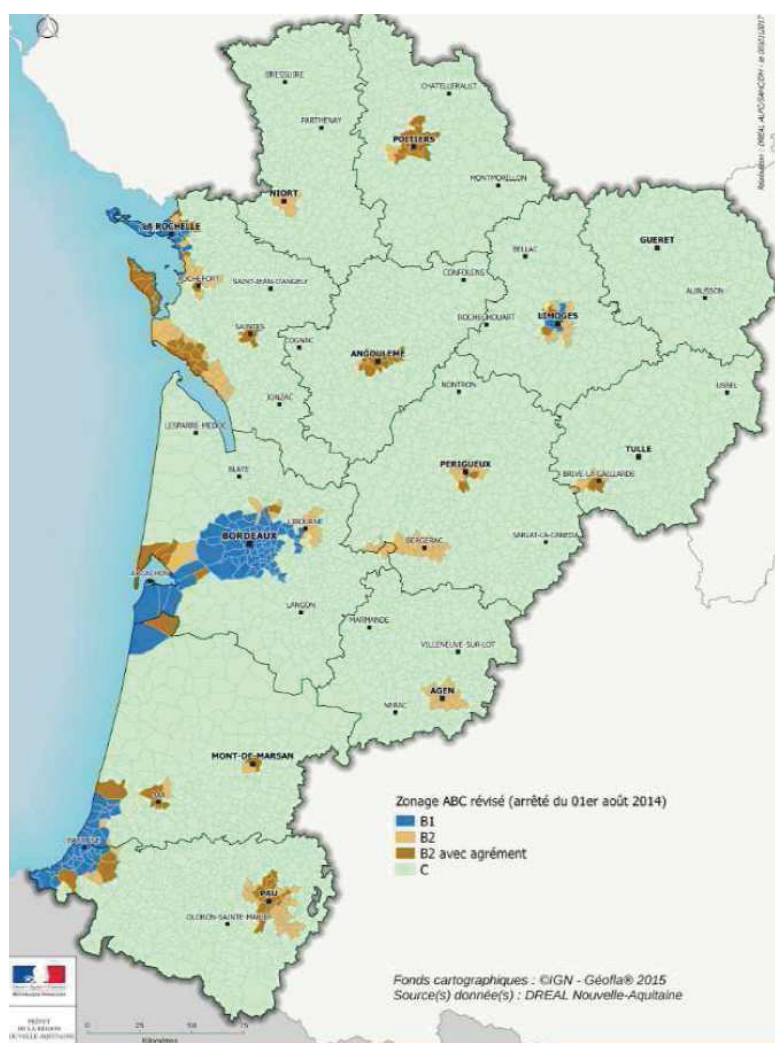 BRESSUIRE
CHATELLERAULT
PARTHENAY
POITIERS
MONTMORILLON
NIORT
LA ROCHELLE
GUERET
BELLAC
ROCHEFORT
SAINT-JEAN-D'ANGELY
CONFOLENS
AUBUSSON
ROCHECHOUART
LIMOGES
SAINTES
COGNAC
ANGOULEME
NONTRON
USSEL
JONZAC
LESPARRE-MEDOC
TULLE
BLAYE
PERIGUEUX
BRIVE-LA-GAILLARDE
LIBOURNE
BORDEAUX
BERGERAC
SARLAT-LA-CANEDA
ARCACHON
LANGON
MARMANDE
VILLENEUVE-SUR-LOT
AGEN
NERAC
MONT-DE-MARSAN
DAX
BAYONNE
PAU
OLORON-SAINTE-MARIE
Zonage ABC révisé (arrêté du 01er août 2014)
B1
B2
B2 avec agrément
C
Fonds cartographiques : ©IGN - Géofla® 2015
Source(s) donnée(s) : DREAL Nouvelle-Aquitaine
PRÉFET
DE LA RÉGION
NOUVELLE-AQUITAINE
0 25 50 75
Kilomètres